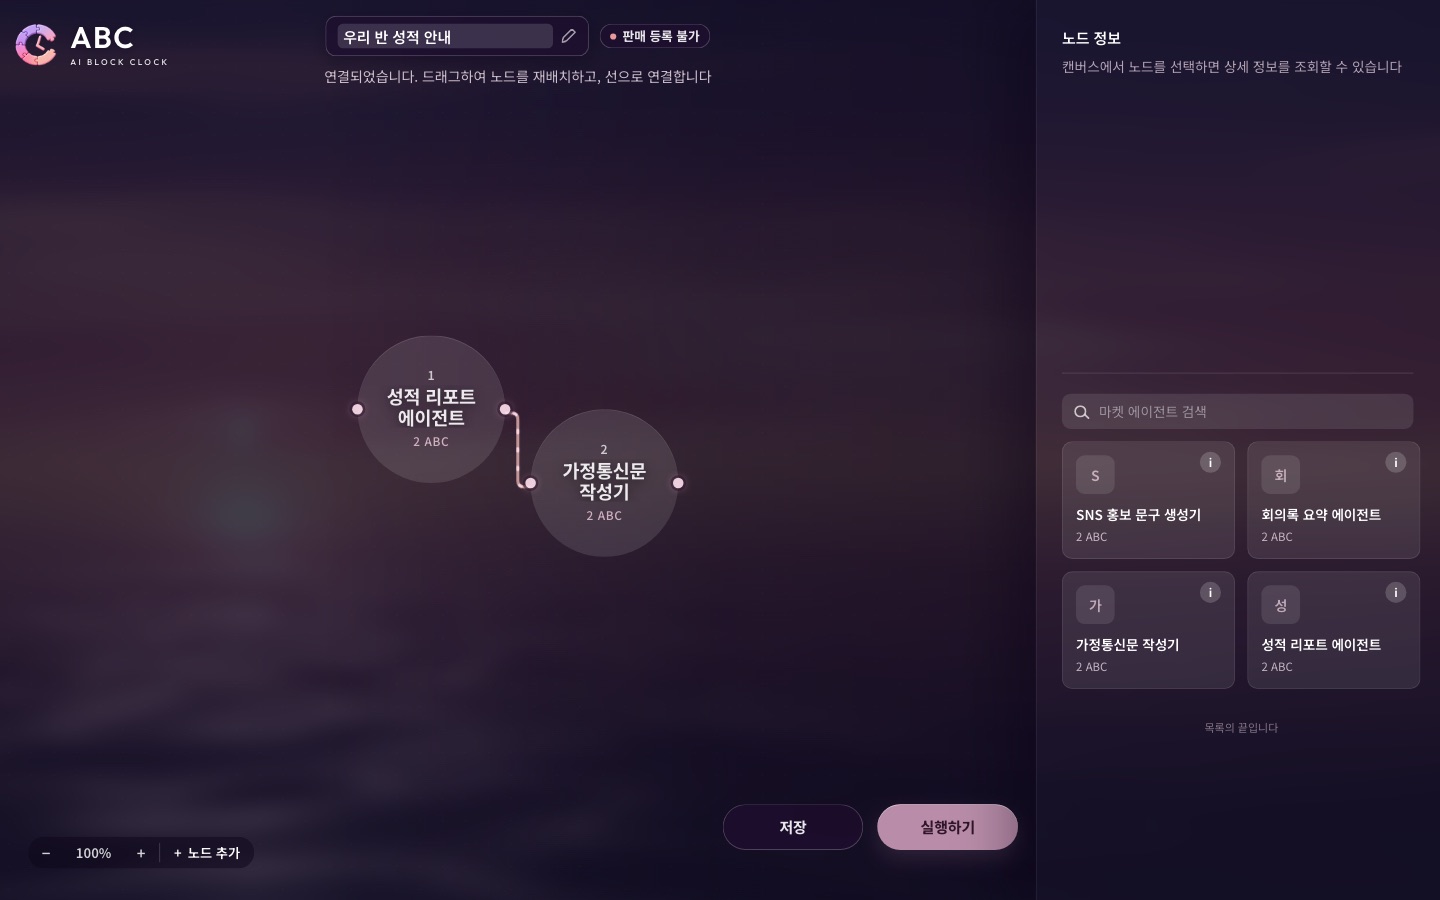 ABC
AI BLOCK CLOCK
우리 반 성적 안내
판매 등록 불가
연결되었습니다. 드래그하여 노드를 재배치하고, 선으로 연결합니다
노드 정보
캔버스에서 노드를 선택하면 상세 정보를 조회할 수 있습니다
1
성적 리포트
에이전트
2 ABC
2
가정통신문
작성기
2 ABC
마켓 에이전트 검색
S
i
SNS 홍보 문구 생성기
2 ABC
회
i
회의록 요약 에이전트
2 ABC
가
i
가정통신문 작성기
2 ABC
성
i
성적 리포트 에이전트
2 ABC
목록의 끝입니다
저장
실행하기
− 100% + + 노드 추가